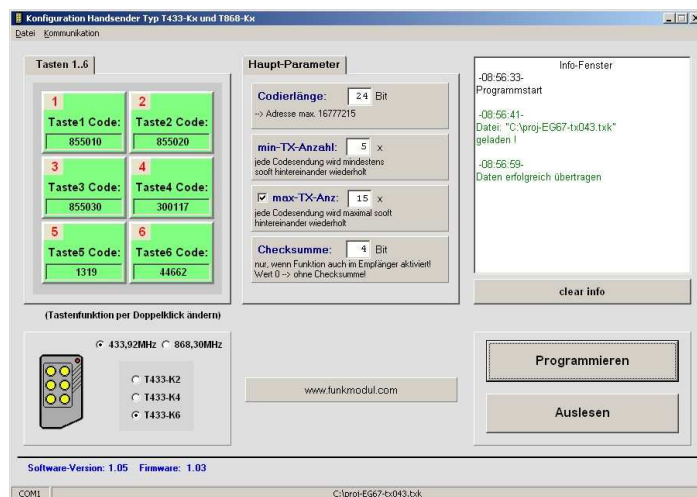 Konfiguration Handsender Typ T433-Kx und T868-Kx
Datei Kommunikation
Tasten 1..6
1
Taste1 Code:
855010
2
Taste2 Code:
855020
3
Taste3 Code:
855030
4
Taste4 Code:
300117
5
Taste5 Code:
1319
6
Taste6 Code:
44662
(Tastenfunktion per Doppelklick ändern)
433,92MHz 868,30MHz
T433-K2
T433-K4
T433-K6
Haupt-Parameter
Codierlänge: 24 Bit
--> Adresse max. 16777215
min-TX-Anzahl: 5 x
jede Codesendung wird mindestens
sooft hintereinander wiederholt
max-TX-Anz: 15 x
jede Codesendung wird maximal sooft
hintereinander wiederholt
Checksumme: 4 Bit
nur, wenn Funktion auch im Empfänger aktiviert!
Wert 0 --> ohne Checksumme!
www.funkmodul.com
Info-Fenster
-08:56:33-
Programmstart
-08:56:41-
Datei: "C:\proj-EG67-tx043.txk"
geladen !
-08:56:59-
Daten erfolgreich übertragen
clear info
Programmieren
Auslesen
Software-Version: 1.05 Firmware: 1.03
COM1 C:\proj-EG67-tx043.txk